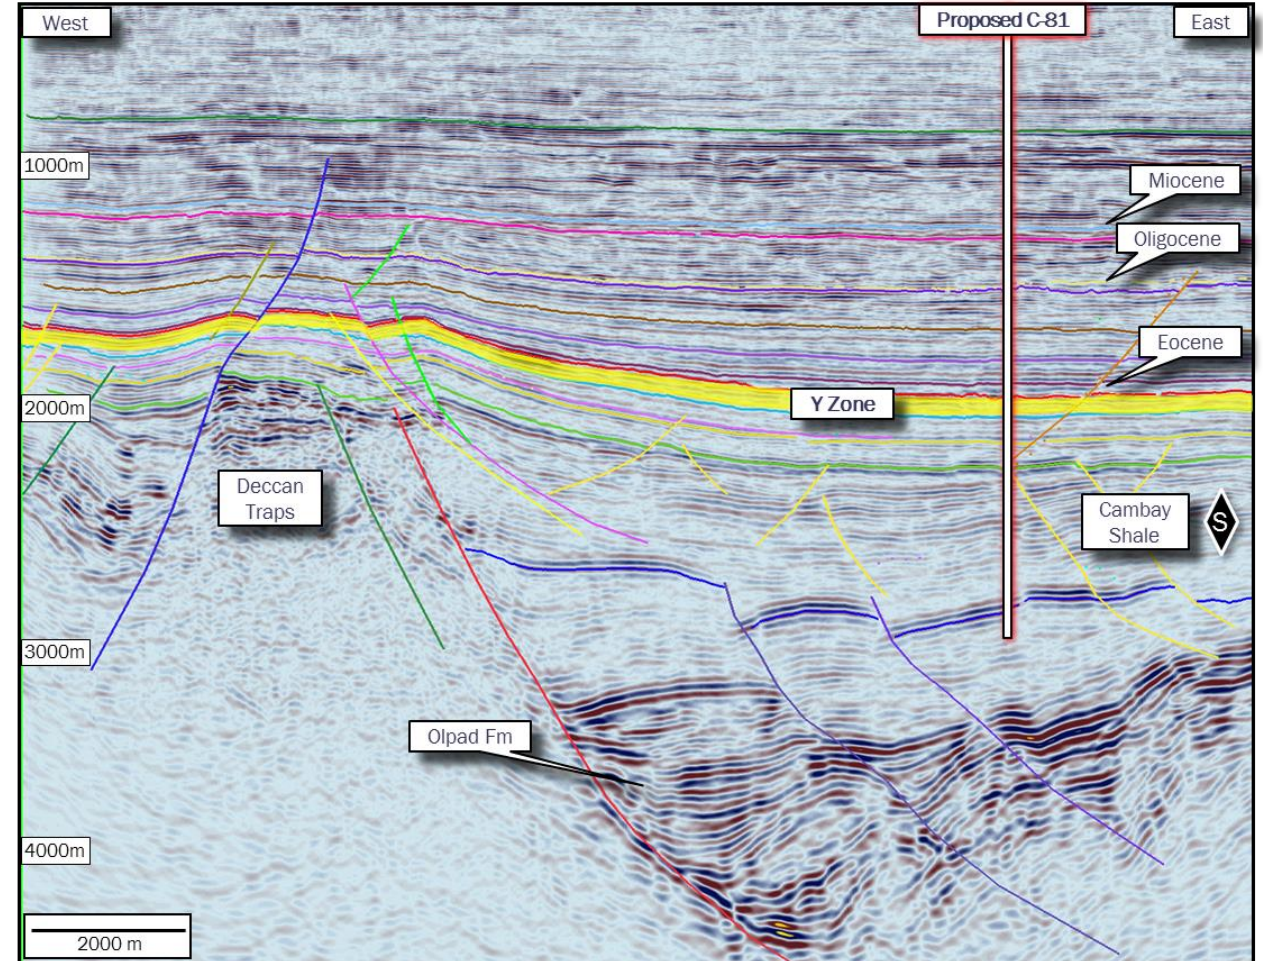 West
Proposed C-81
East
1000m
Miocene
Oligocene
Eocene
Y Zone
2000m
Deccan
Traps
Cambay
Shale
S
3000m
Olpad Fm
4000m
2000 m